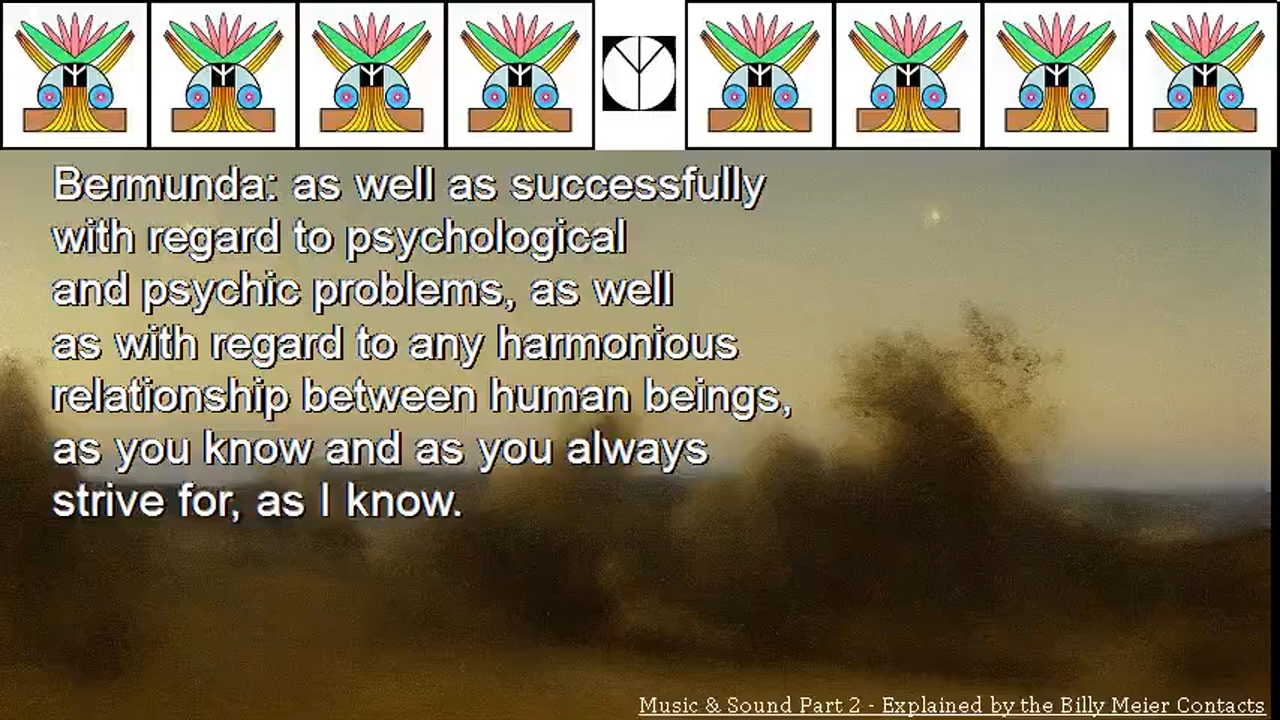 Bermunda: as well as successfully
with regard to psychological
and psychic problems, as well
as with regard to any harmonious
relationship between human beings,
as you know and as you always
strive for, as I know.
Music & Sound Part 2 - Explained by the Billy Meier Contacts